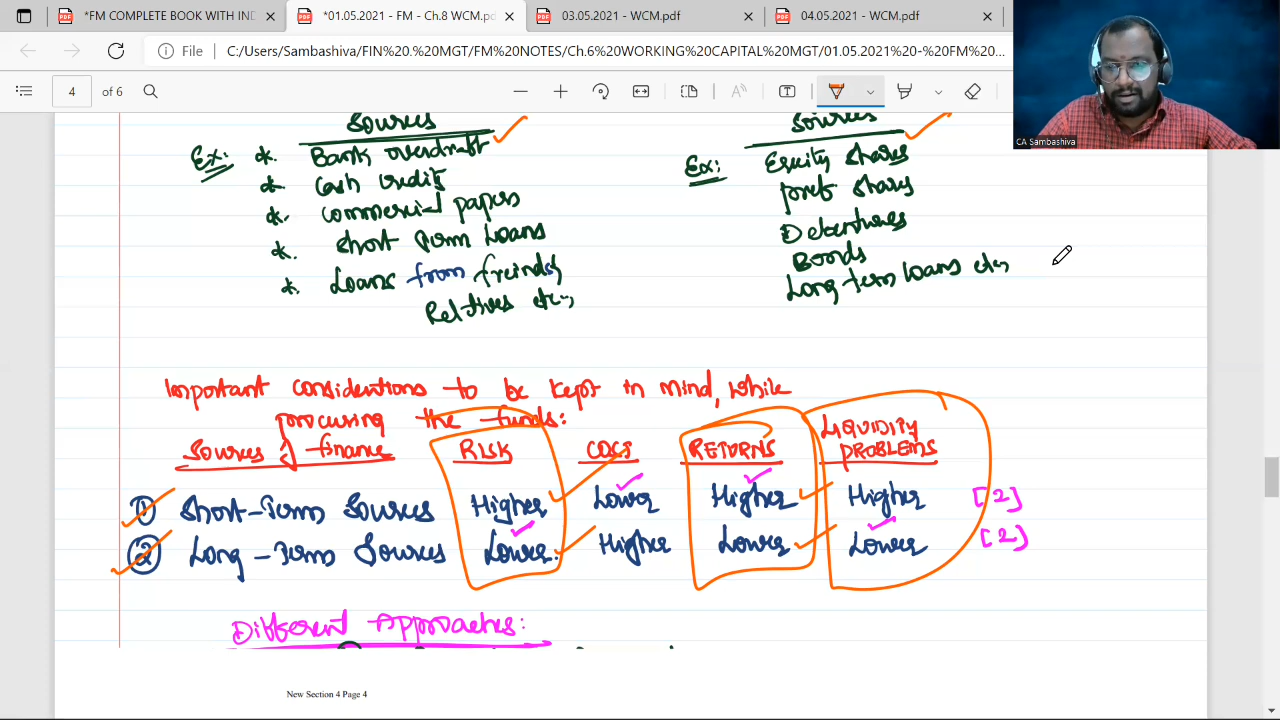 *FM COMPLETE BOOK WITH IND
*01.05.2021 - FM - Ch.8 WCM.pd
03.05.2021 - WCM.pdf
04.05.2021 - WCM.pdf
File C:/Users/Sambashiva/FIN%20.%20MGT/FM%20NOTES/Ch.6%20WORKING%20CAPITAL%20MGT/01.05.2021%20-%20FM%20...
4 of 6
CA Sambashiva
Sources
Ex: *. Bank overdraft
*. Cash credits
*. Commercial papers
*. Short Term Loans
*. Loans from freinds,
Relatives etc.,
Sources
Ex: Equity shares
pref. shares
Debentures
Bonds
Long term loans etc.,
Important considerations to be kept in mind, while
procuring the funds:
Sources of finance RISK COST RETURNS LIQUIDITY PROBLEMS
① Short-Term Sources Higher Lower Higher Higher [2]
② Long-Term Sources Lower Higher Lower Lower [2]
Different Approaches:
New Section 4 Page 4